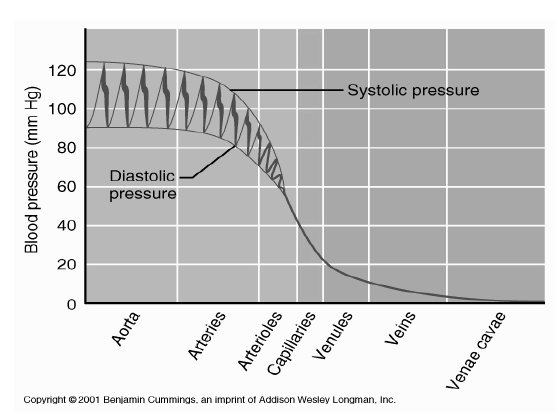 Blood pressure (mm Hg)
120
100
80
60
40
20
0
Systolic pressure
Diastolic
pressure
Aorta
Arteries
Arterioles
Capillaries
Venules
Veins
Venae cavae
Copyright © 2001 Benjamin Cummings, an imprint of Addison Wesley Longman, Inc.